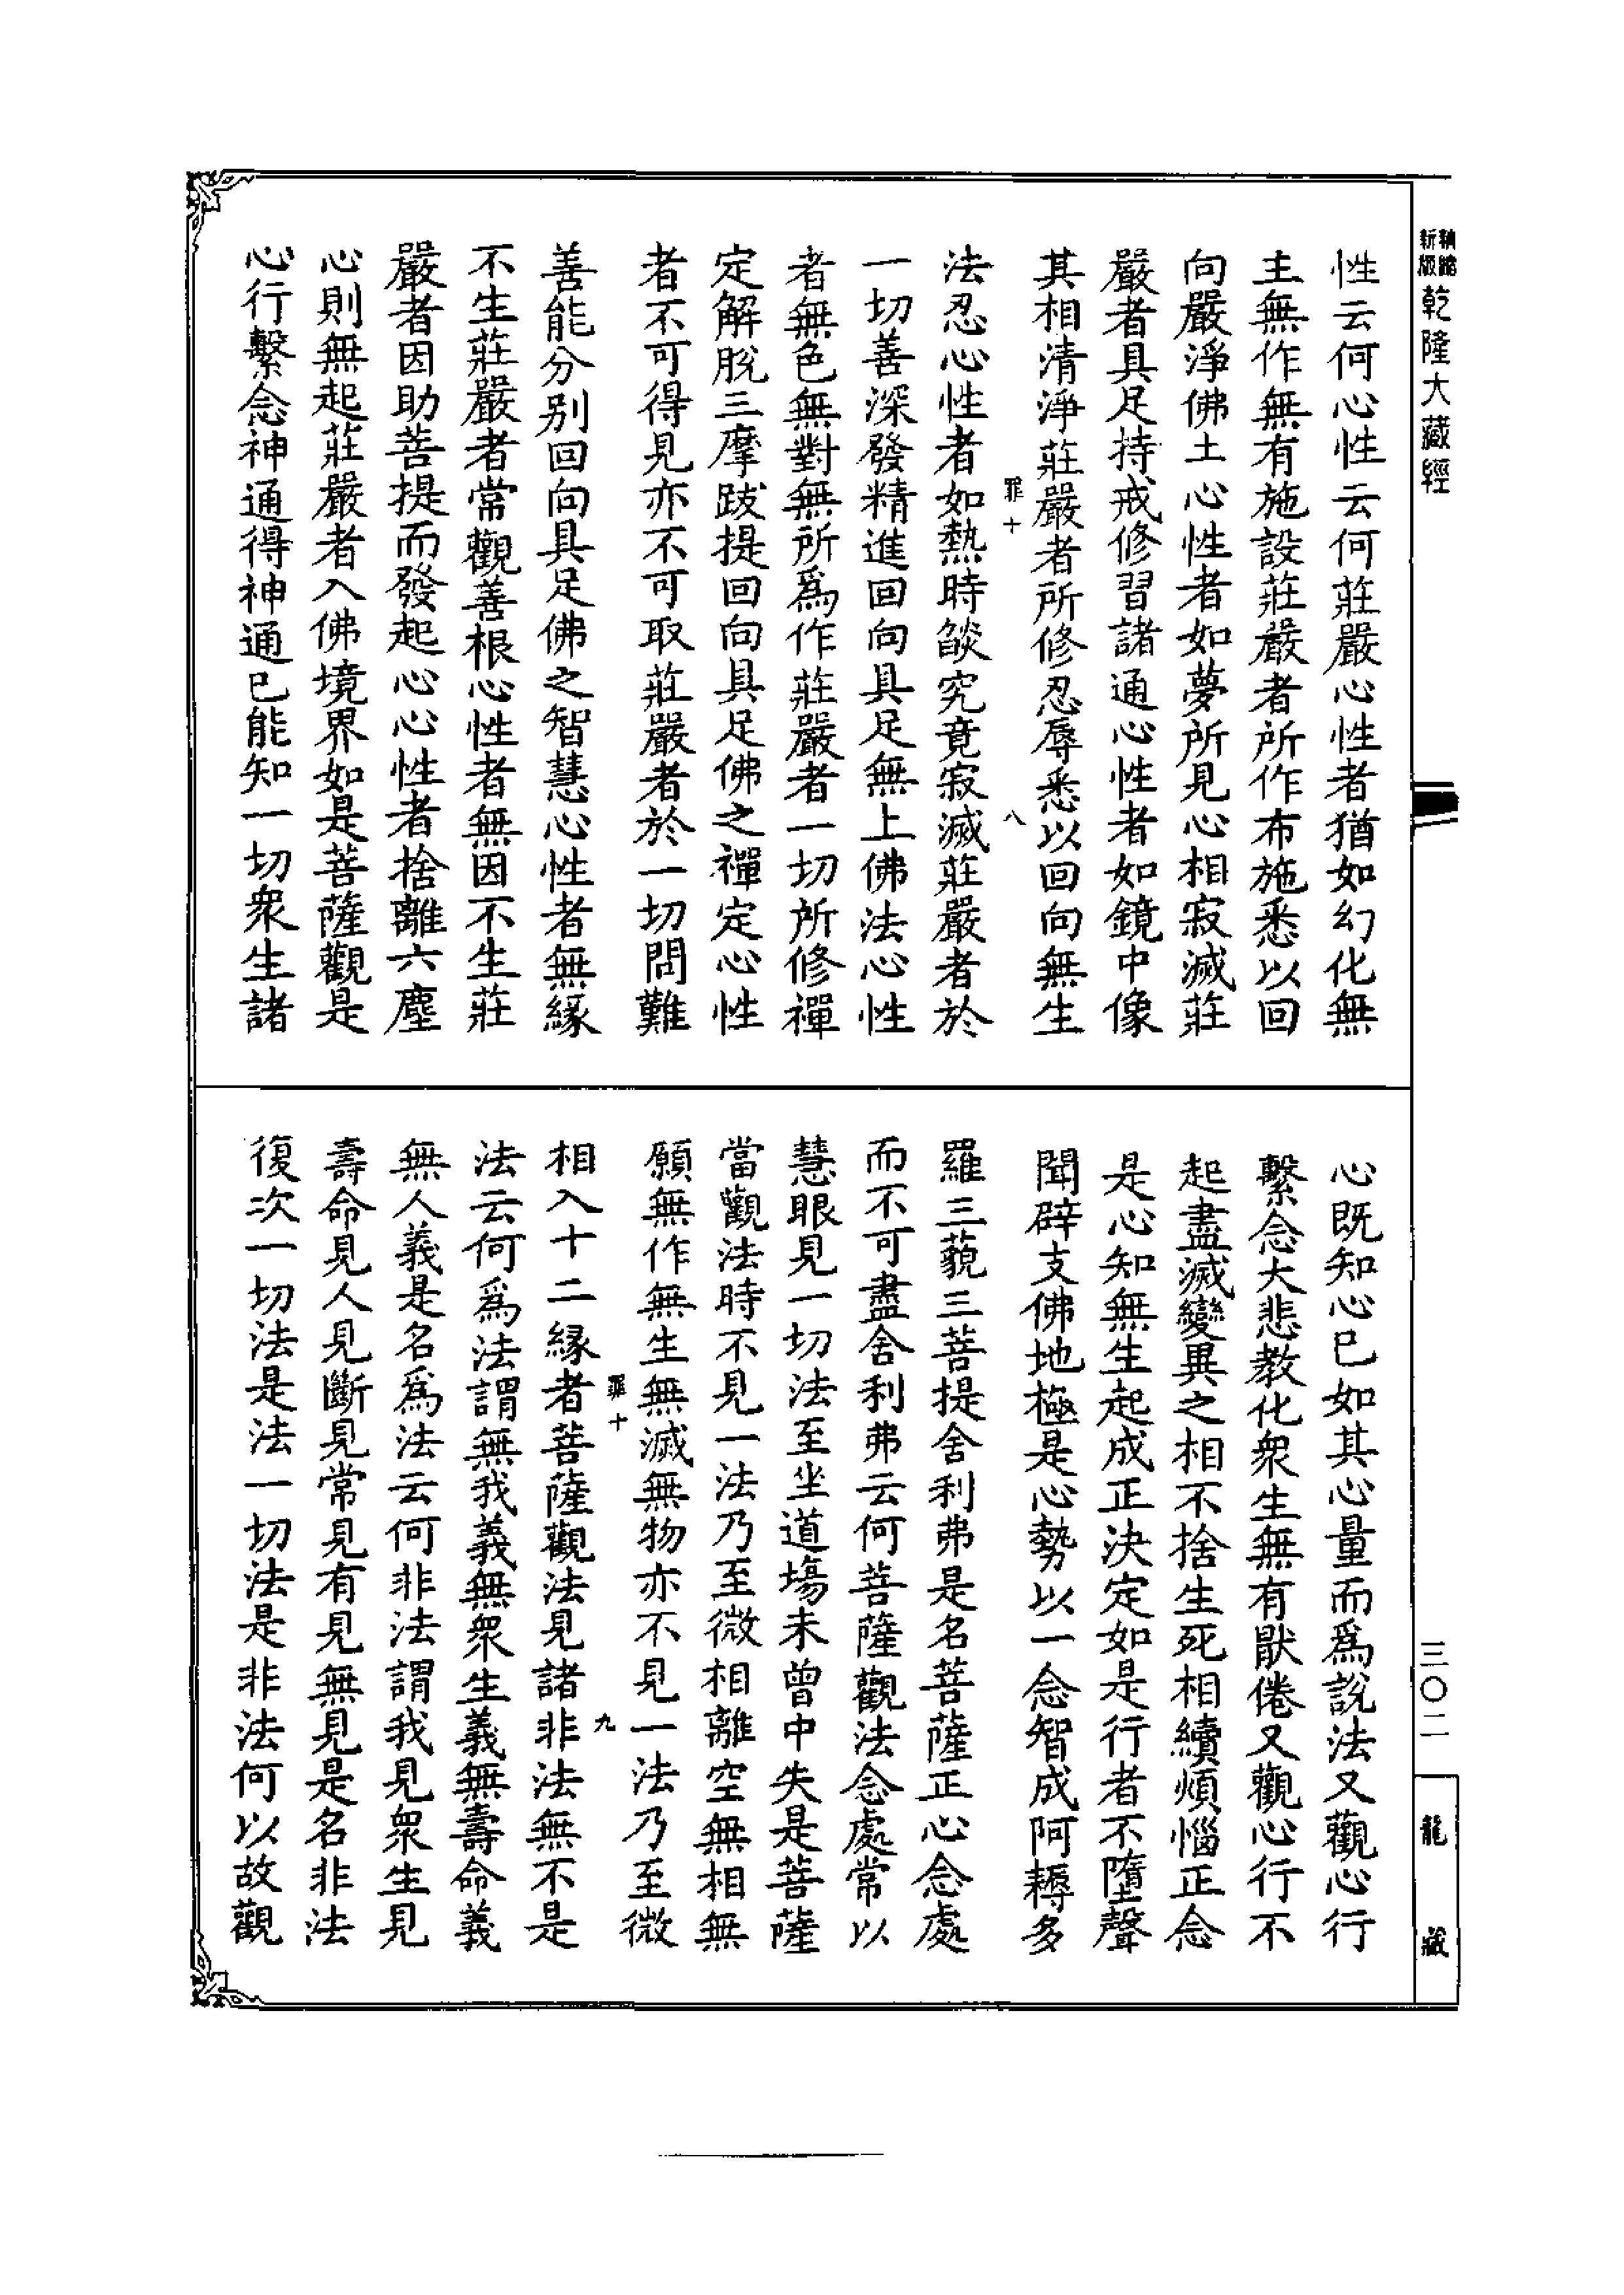 新版精縮乾隆大藏經
性云何心性云何莊嚴心性者猶如幻化無
主無作無有施設莊嚴者所作布施悉以回
向嚴淨佛土心性者如夢所見心相寂滅莊
嚴者具足持戒修習諸通心性者如鏡中像
其相清淨莊嚴者所修忍辱悉以回向無生
罪十 八
法忍心性者如熱時燄究竟寂滅莊嚴者於
一切善深發精進回向具足無上佛法心性
者無色無對無所爲作莊嚴者一切所修禪
定解脫三摩跋提回向具足佛之禪定心性
者不可得見亦不可取莊嚴者於一切問難
善能分別回向具足佛之智慧心性者無緣
不生莊嚴者常觀善根心性者無因不生莊
嚴者因助菩提而發起心心性者捨離六塵
心則無起莊嚴者入佛境界如是菩薩觀是
心行繫念神通得神通已能知一切衆生諸
心既知心已如其心量而爲說法又觀心行
繫念大悲教化衆生無有厭倦又觀心行不
起盡滅變異之相不捨生死相續煩惱正念
是心知無生起成正決定如是行者不墮聲
聞辟支佛地極是心勢以一念智成阿耨多
羅三藐三菩提舍利弗是名菩薩正心念處
而不可盡舍利弗云何菩薩觀法念處常以
慧眼見一切法至坐道場未曾中失是菩薩
當觀法時不見一法乃至微相離空無相無
願無作無生無滅無物亦不見一法乃至微
罪十 九
相入十二緣者菩薩觀法見諸非法無不是
法云何爲法謂無我義無衆生義無壽命義
無人義是名爲法云何非法謂我見衆生見
壽命見人見斷見常見有見無見是名非法
復次一切法是法一切法是非法何以故觀
三〇二
龍藏